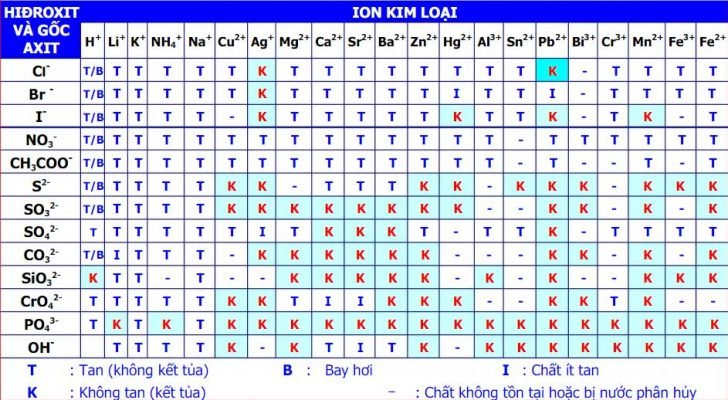 HIĐROXIT VÀ GỐC AXIT ION KIM LOẠI
H⁺ Li⁺ K⁺ NH₄⁺ Na⁺ Cu²⁺ Ag⁺ Mg²⁺ Ca²⁺ Sr²⁺ Ba²⁺ Zn²⁺ Hg²⁺ Al³⁺ Sn²⁺ Pb²⁺ Bi³⁺ Cr³⁺ Mn²⁺ Fe³⁺ Fe²⁺
Cl⁻ T/B T T T T T K T T T T T T T T K - T T T T
Br⁻ T/B T T T T T K T T T T T I T T I - T T T T
I⁻ T/B T T T T - K T T T T T K T T K - T K - T
NO₃⁻ T/B T T T T T T T T T T T T T - T T T T T T
CH₃COO⁻ T/B T T T T T T T T T T T T T - T - - T - T
S²⁻ T/B T T T T K K - T T T K K - K K K - K K K
SO₃²⁻ T/B T T T T K K K K K K K K - - K - - K - K
SO₄²⁻ T T T T T T I T K K K T - T T K - T T T T
CO₃²⁻ T/B I T T T - K K K K K K - - - K - - K - K
SiO₃²⁻ K T T - T - - K K K K K - K - K - - K K K
CrO₄²⁻ T T T T T K K T I I K K K - - K K T K - -
PO₄³⁻ T K T K T K K K K K K K K K K K K K K K K
OH⁻ T T T T K - K T I T K - K K K K K K K K
T : Tan (không kết tủa) B : Bay hơi I : Chất ít tan
K : Không tan (kết tủa) - : Chất không tồn tại hoặc bị nước phân hủy